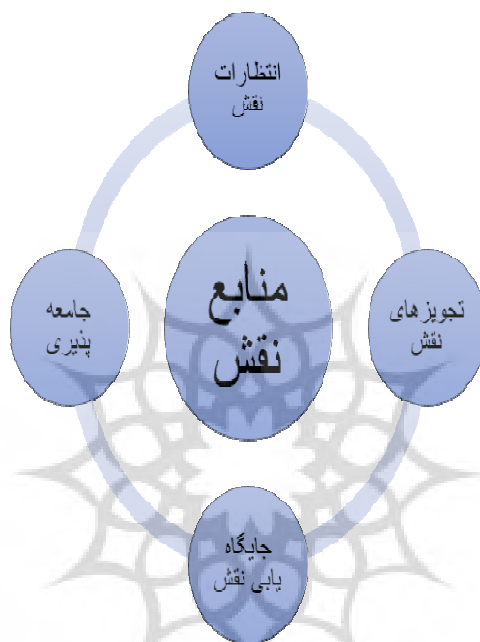 انتظارات
نقش
منابع
نقش
تجویزهای
نقش
جامعه
پذیری
جایگاه
یابی نقش